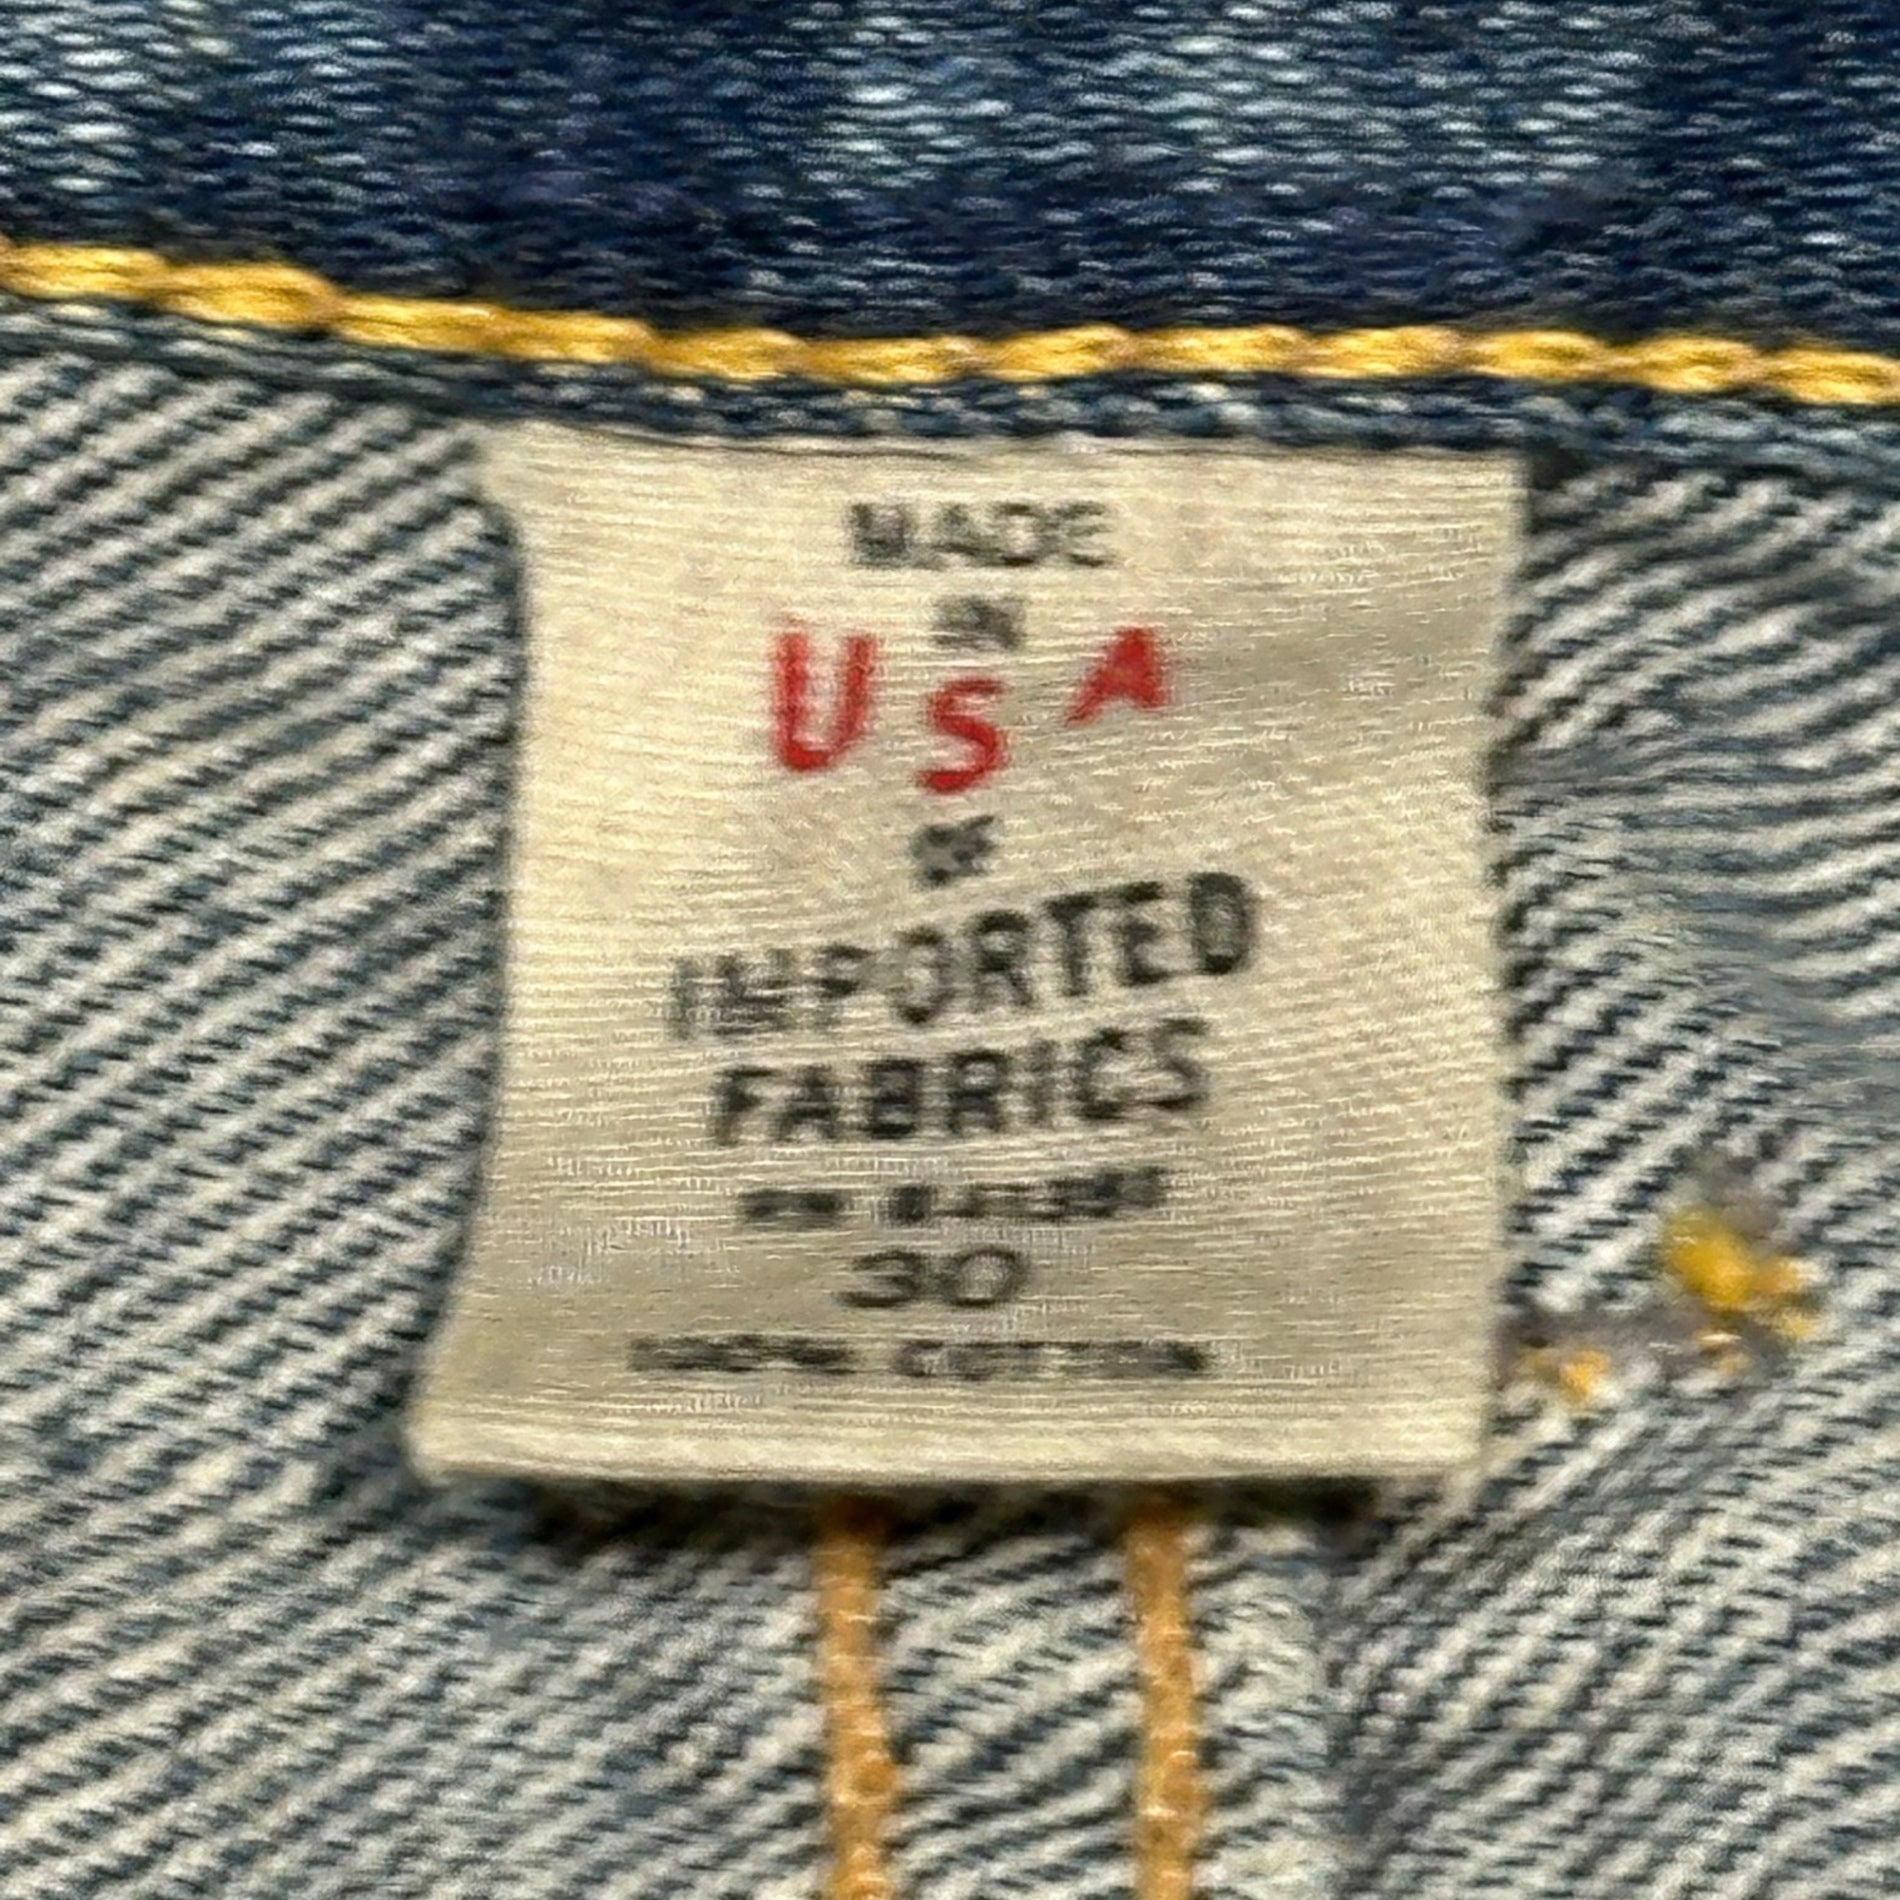 MADE
IN
USA
OF
IMPORTED
FABRICS
30